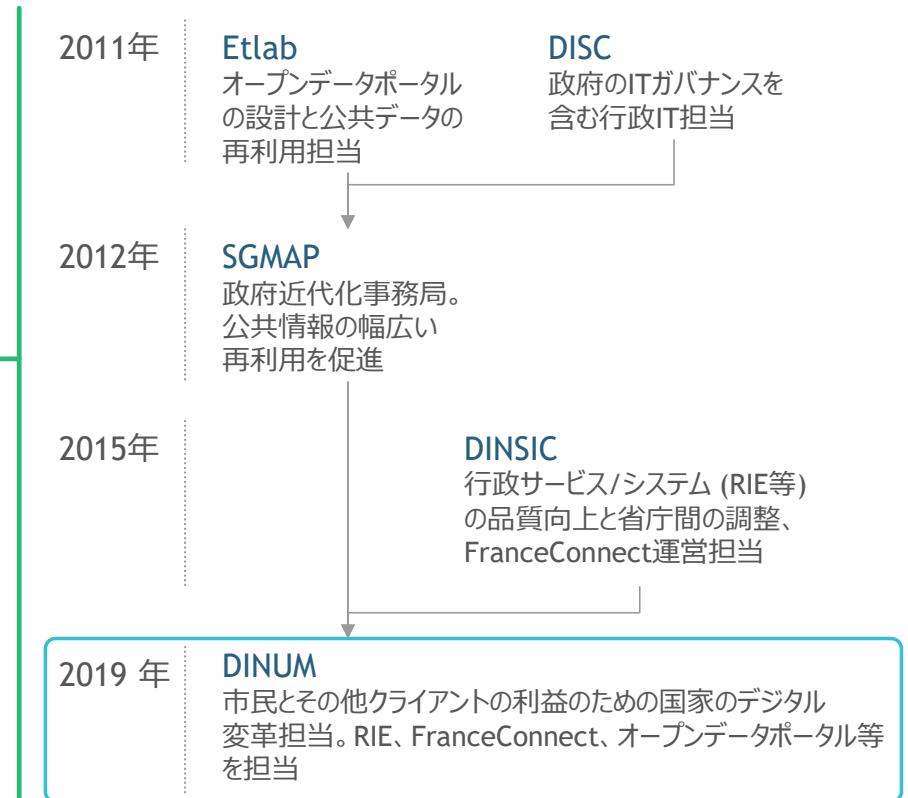 2011年
Etlab
オープンデータポータル
の設計と公共データの
再利用担当
DISC
政府のITガバナンスを
含む行政IT担当
2012年
SGMAP
政府近代化事務局。
公共情報の幅広い
再利用を促進
2015年
DINSIC
行政サービス/システム (RIE等)
の品質向上と省庁間の調整、
FranceConnect運営担当
2019 年
DINUM
市民とその他クライアントの利益のための国家のデジタル
変革担当。RIE、FranceConnect、オープンデータポータル等
を担当